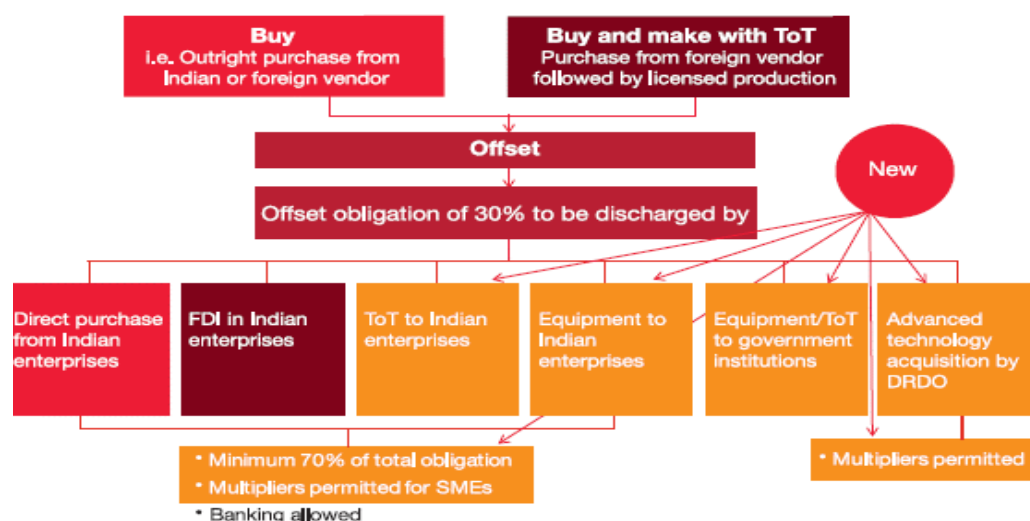 Buy
i.e. Outright purchase from
Indian or foreign vendor
Buy and make with ToT
Purchase from foreign vendor
followed by licensed production
Offset
New
Offset obligation of 30% to be discharged by
Direct purchase
from Indian
enterprises
FDI in Indian
enterprises
ToT to Indian
enterprises
Equipment to
Indian
enterprises
Equipment/ToT
to government
institutions
Advanced
technology
acquisition by
DRDO
• Minimum 70% of total obligation
• Multipliers permitted for SMEs
• Banking allowed
• Multipliers permitted